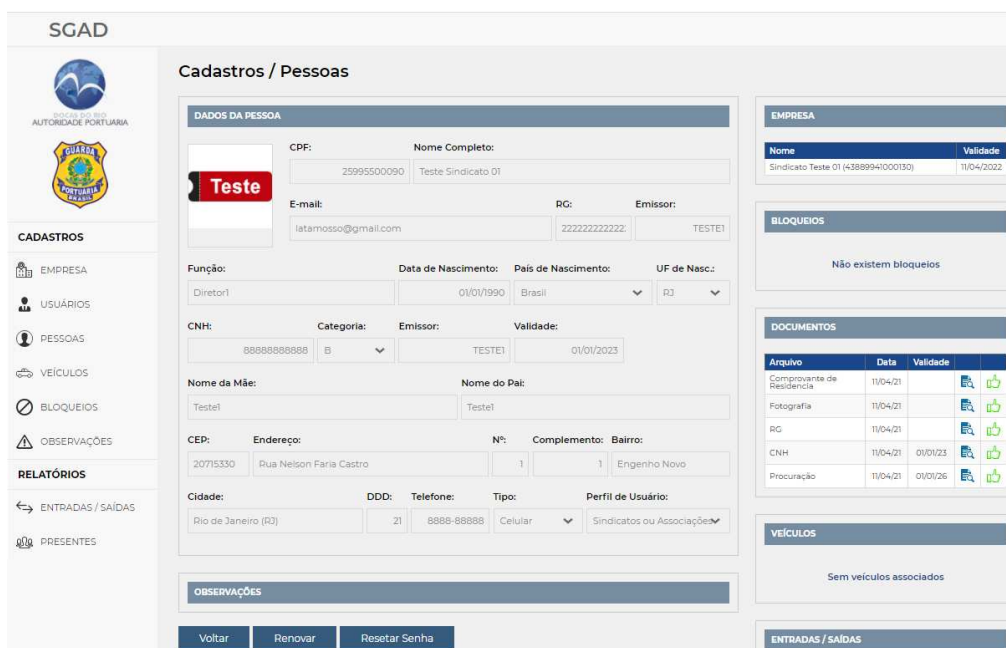 SGAD
DOCAS DO RIO
AUTORIDADE PORTUÁRIA
GUARDA
PORTUÁRIA
BRASIL
CADASTROS
EMPRESA
USUÁRIOS
PESSOAS
VEÍCULOS
BLOQUEIOS
OBSERVAÇÕES
RELATÓRIOS
ENTRADAS / SAÍDAS
PRESENTES
Cadastros / Pessoas
DADOS DA PESSOA
Teste
CPF: Nome Completo:
25995500090 Teste Sindicato 01
E-mail: RG: Emissor:
latamosso@gmail.com 222222222222 TESTE1
Função: Data de Nascimento: País de Nascimento: UF de Nasc.:
Diretor1 01/01/1990 Brasil RJ
CNH: Categoria: Emissor: Validade:
88888888888 B TESTE1 01/01/2023
Nome da Mãe: Nome do Pai:
Teste1 Teste1
CEP: Endereço: Nº: Complemento: Bairro:
20715330 Rua Nelson Faria Castro 1 1 Engenho Novo
Cidade: DDD: Telefone: Tipo: Perfil de Usuário:
Rio de Janeiro (RJ) 21 8888-88888 Celular Sindicatos ou Associações
OBSERVAÇÕES
Voltar Renovar Resetar Senha
EMPRESA
Nome Validade
Sindicato Teste 01 (43889941000130) 11/04/2022
BLOQUEIOS
Não existem bloqueios
DOCUMENTOS
Arquivo Data Validade
Comprovante de Residencia 11/04/21
Fotografia 11/04/21
RG 11/04/21
CNH 11/04/21 01/01/23
Procuração 11/04/21 01/01/26
VEÍCULOS
Sem veículos associados
ENTRADAS / SAÍDAS